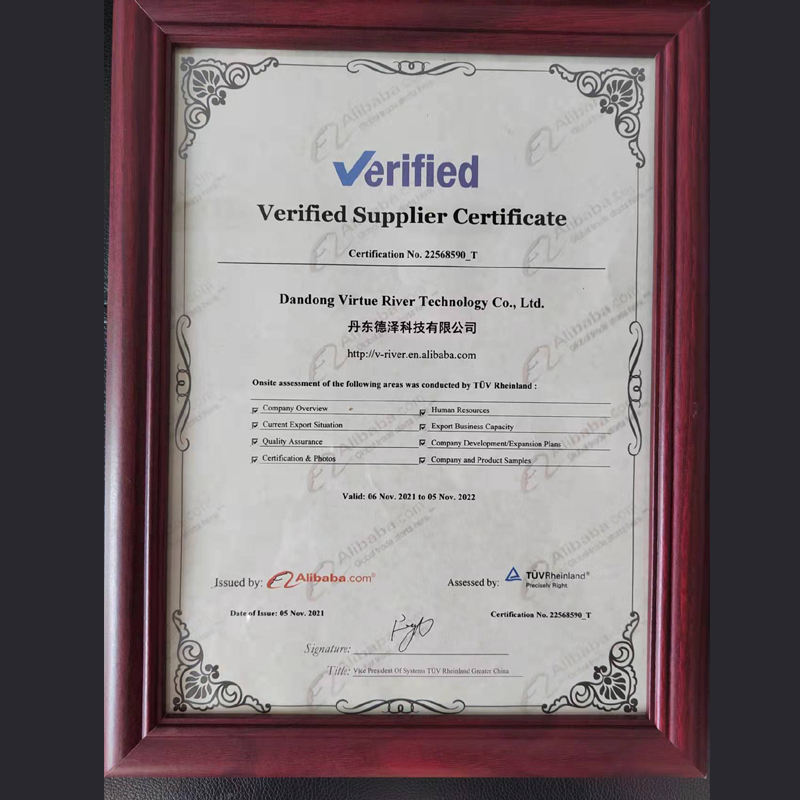 Verified
Verified Supplier Certificate
Certification No. 22568590_T
Dandong Virtue River Technology Co., Ltd.
丹东德泽科技有限公司
http://v-river.en.alibaba.com
Onsite assessment of the following areas was conducted by TÜV Rheinland :
Company Overview Human Resources
Current Export Situation Export Business Capacity
Quality Assurance Company Development/Expansion Plans
Certification & Photos Company and Product Samples
Valid: 06 Nov. 2021 to 05 Nov. 2022
Issued by: Alibaba.com® Assessed by: TÜVRheinland®
Precisely Right.
Date of Issue: 05 Nov. 2021 Certification No. 22568590_T
Signature:
Title: Vice President Of Systems TÜV Rheinland Greater China